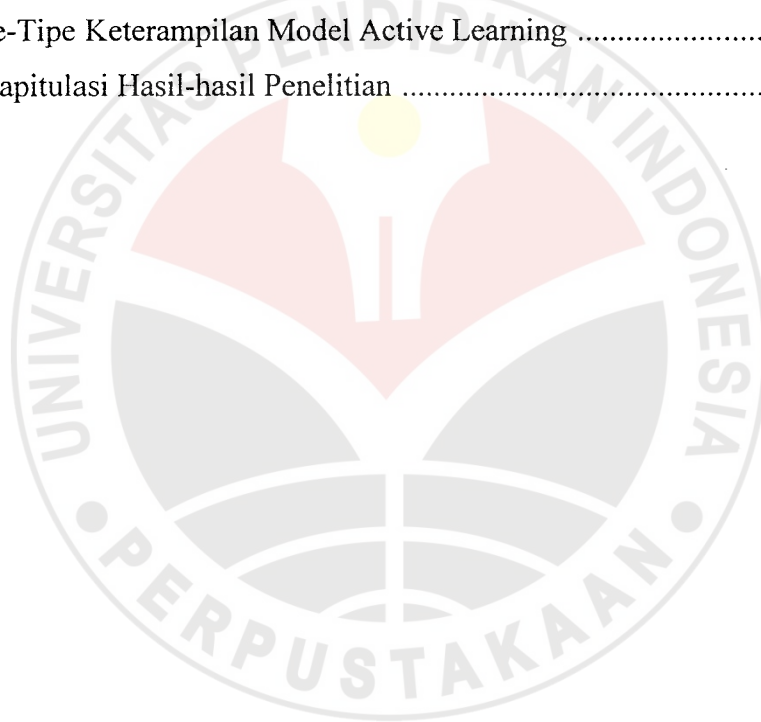 e-Tipe Keterampilan Model Active Learning ......................
apitulasi Hasil-hasil Penelitian ..........................................
UNIVERSITAS PENDIDIKAN INDONESIA
PERPUSTAKAAN